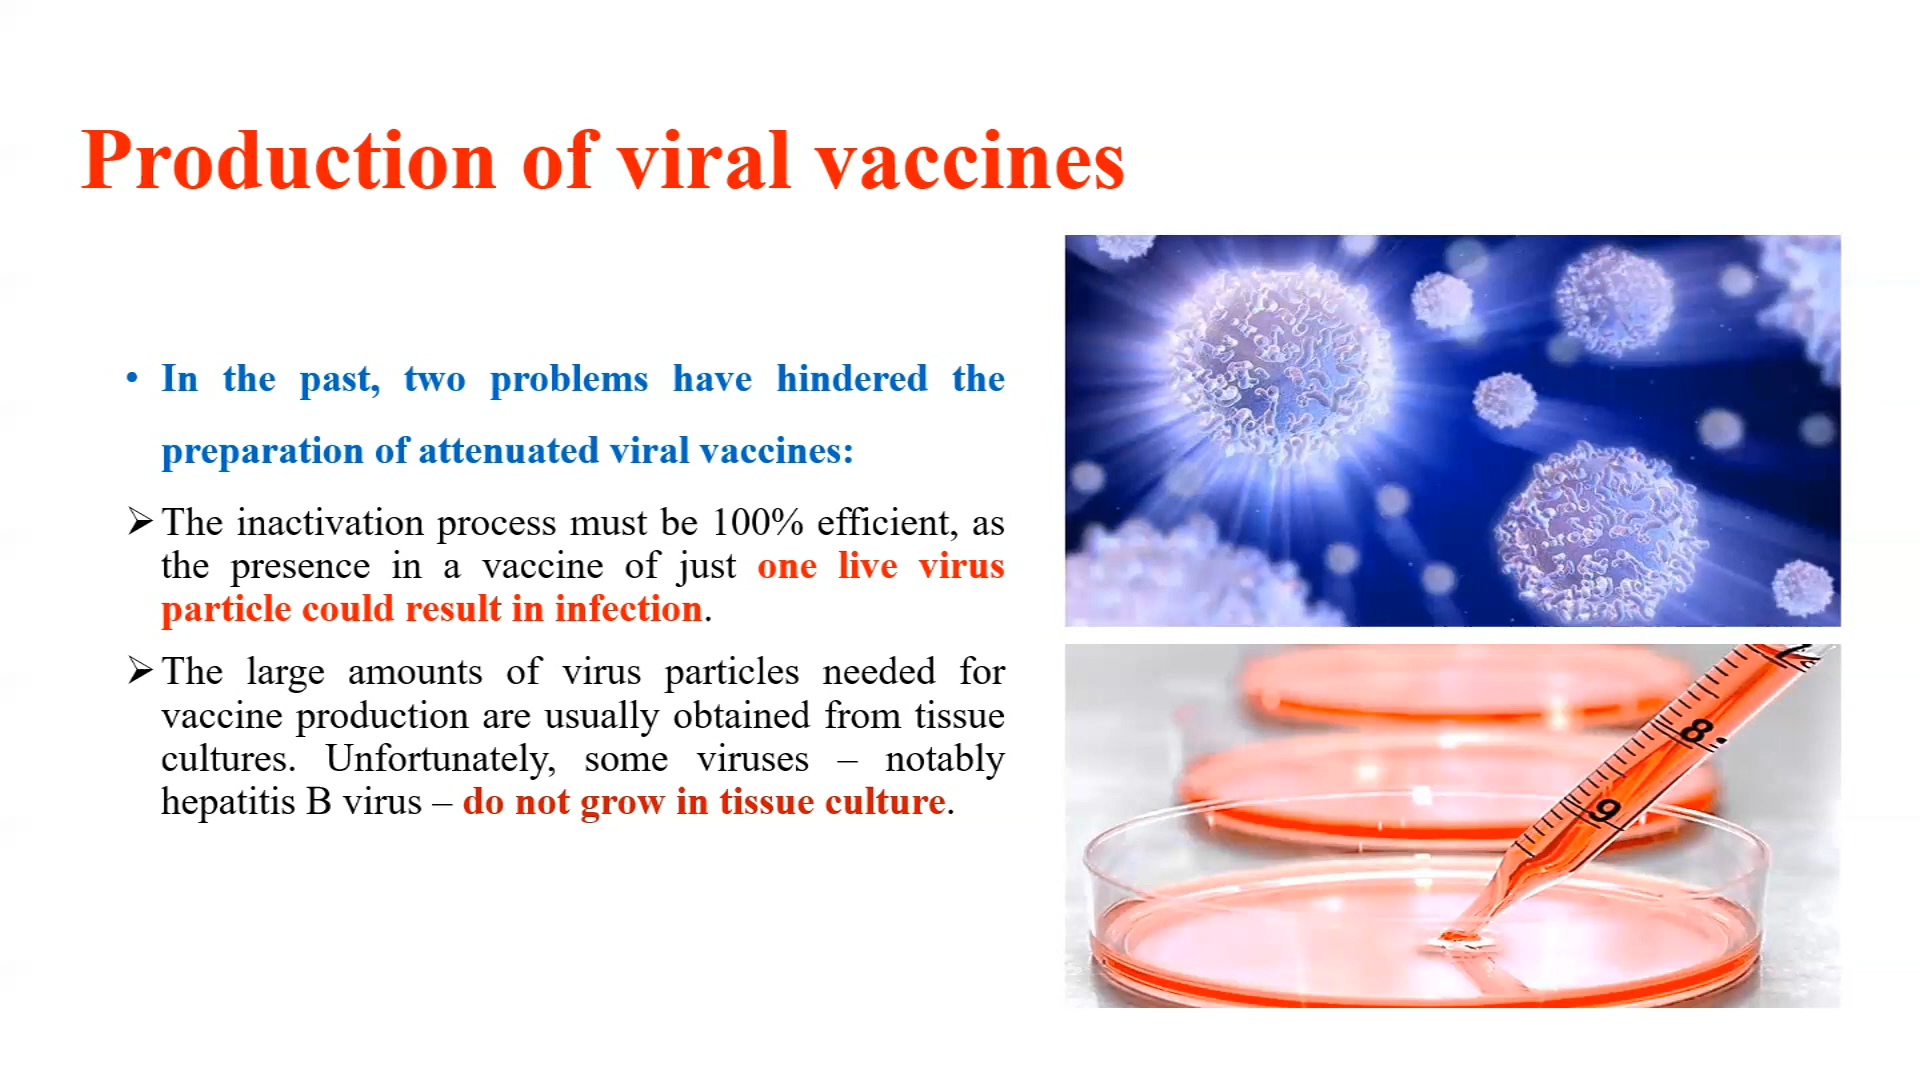 Production of viral vaccines
• In the past, two problems have hindered the
preparation of attenuated viral vaccines:
➢ The inactivation process must be 100% efficient, as
the presence in a vaccine of just one live virus
particle could result in infection.
➢ The large amounts of virus particles needed for
vaccine production are usually obtained from tissue
cultures. Unfortunately, some viruses – notably
hepatitis B virus – do not grow in tissue culture.
8
9